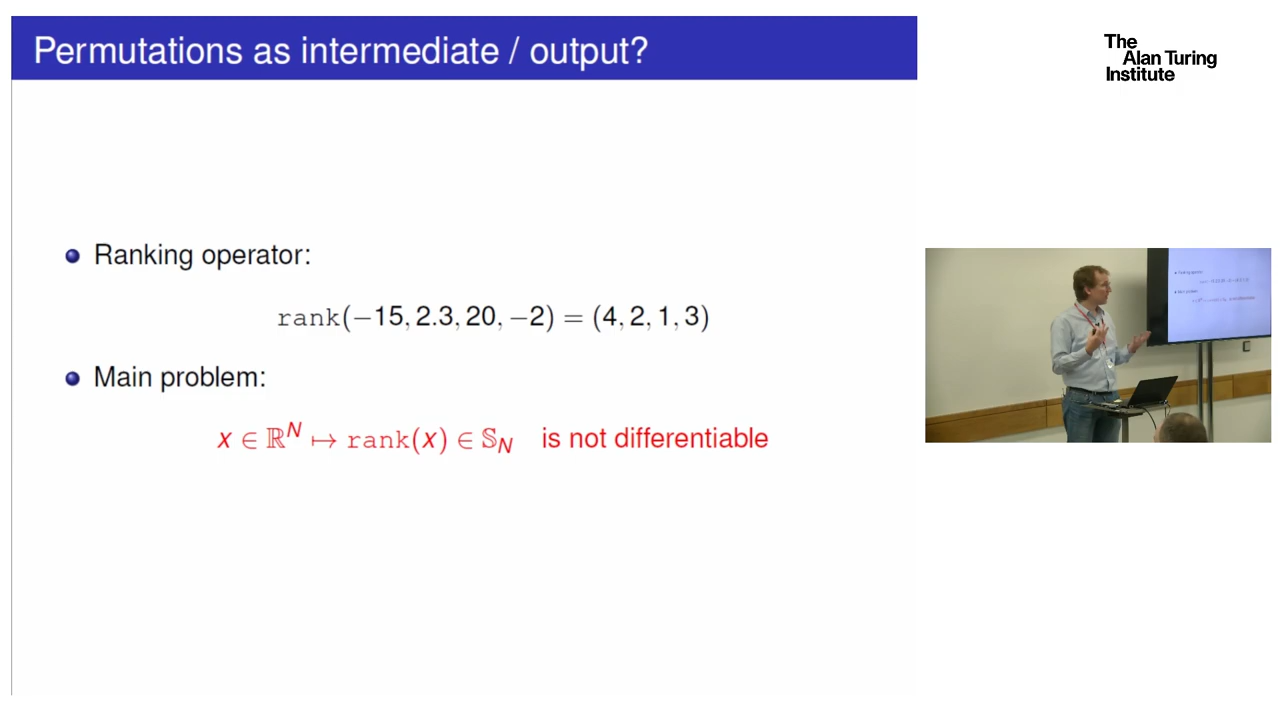 Permutations as intermediate / output?
The
Alan Turing
Institute
Ranking operator:
rank(−15, 2.3, 20, −2) = (4, 2, 1, 3)
Main problem:
x ∈ ℝ^N ↦ rank(x) ∈ 𝕊_N is not differentiable